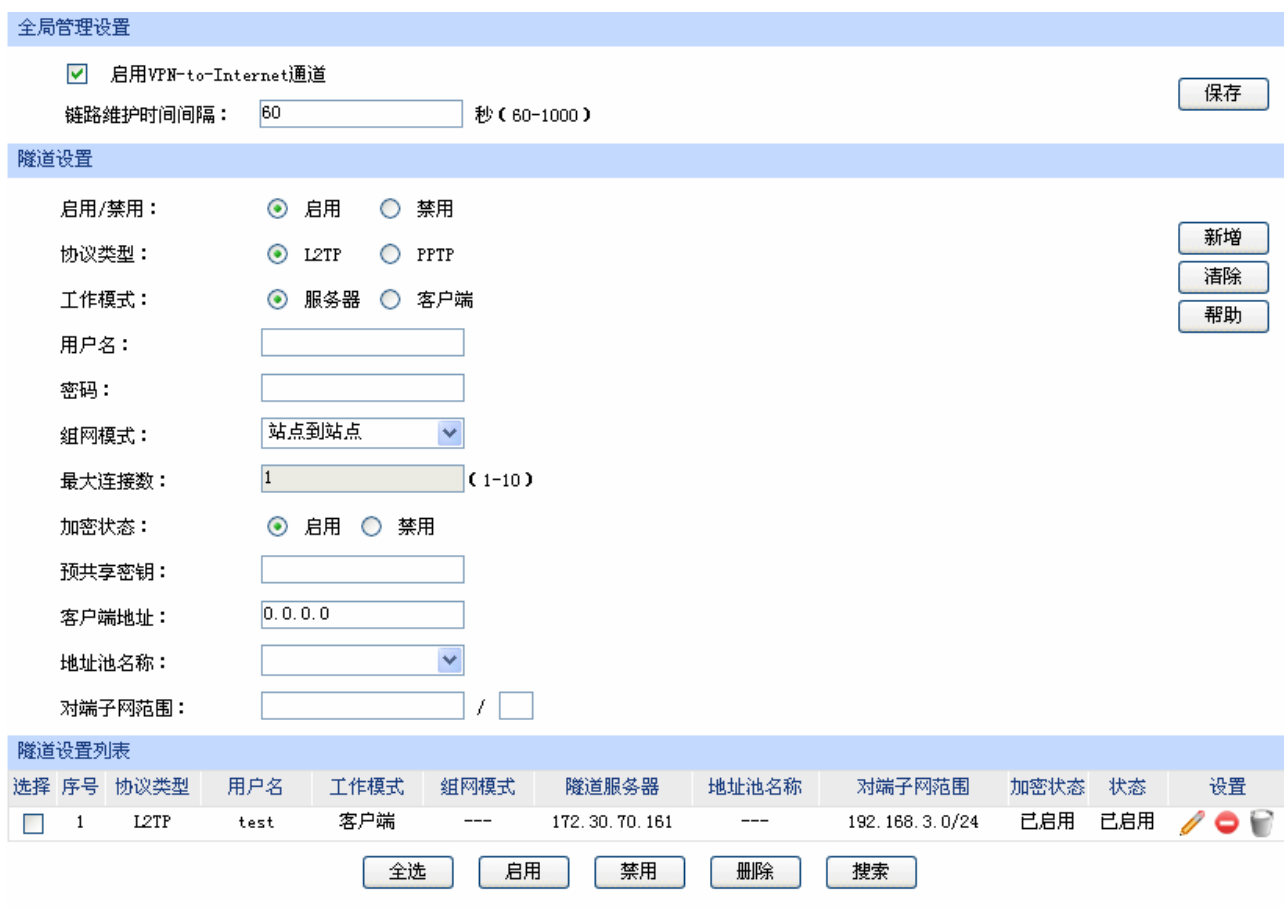 全局管理设置
启用VPN-to-Internet通道
链路维护时间间隔： 60 秒（60-1000）
保存
隧道设置
启用/禁用： 启用 禁用
新增
协议类型： L2TP PPTP
清除
工作模式： 服务器 客户端
帮助
用户名：
密码：
组网模式： 站点到站点
最大连接数： 1 （1-10）
加密状态： 启用 禁用
预共享密钥：
客户端地址： 0.0.0.0
地址池名称：
对端子网范围： /
隧道设置列表
选择 序号 协议类型 用户名 工作模式 组网模式 隧道服务器 地址池名称 对端子网范围 加密状态 状态 设置
1 L2TP test 客户端 --- 172.30.70.161 --- 192.168.3.0/24 已启用 已启用
全选 启用 禁用 删除 搜索